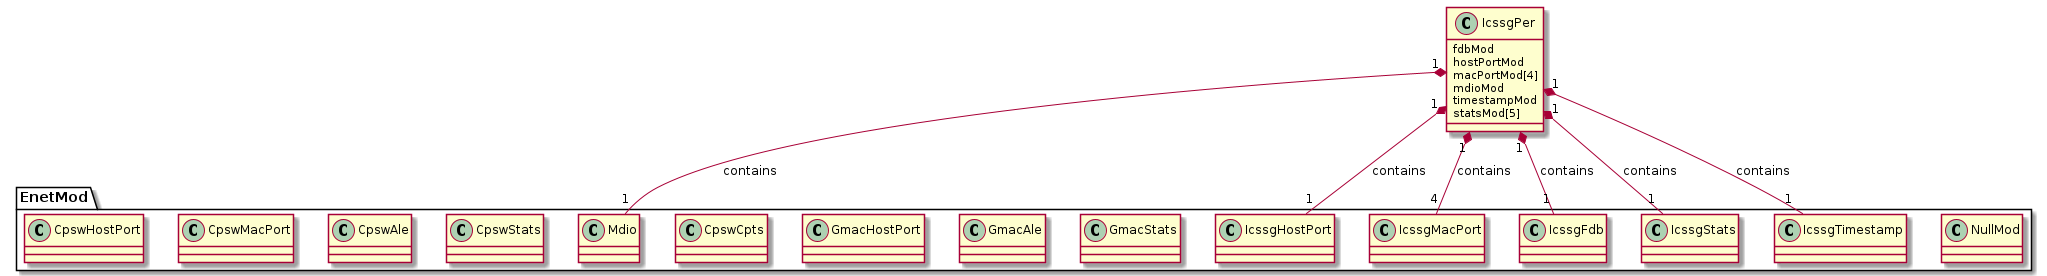 C IcssgPer
fdbMod
hostPortMod
macPortMod[4]
mdioMod
timestampMod
statsMod[5]
1
1
1
1
1
1
contains
contains
contains
contains
contains
contains
1
1
4
1
1
1
EnetMod
C CpswHostPort
C CpswMacPort
C CpswAle
C CpswStats
C Mdio
C CpswCpts
C GmacHostPort
C GmacAle
C GmacStats
C IcssgHostPort
C IcssgMacPort
C IcssgFdb
C IcssgStats
C IcssgTimestamp
C NullMod